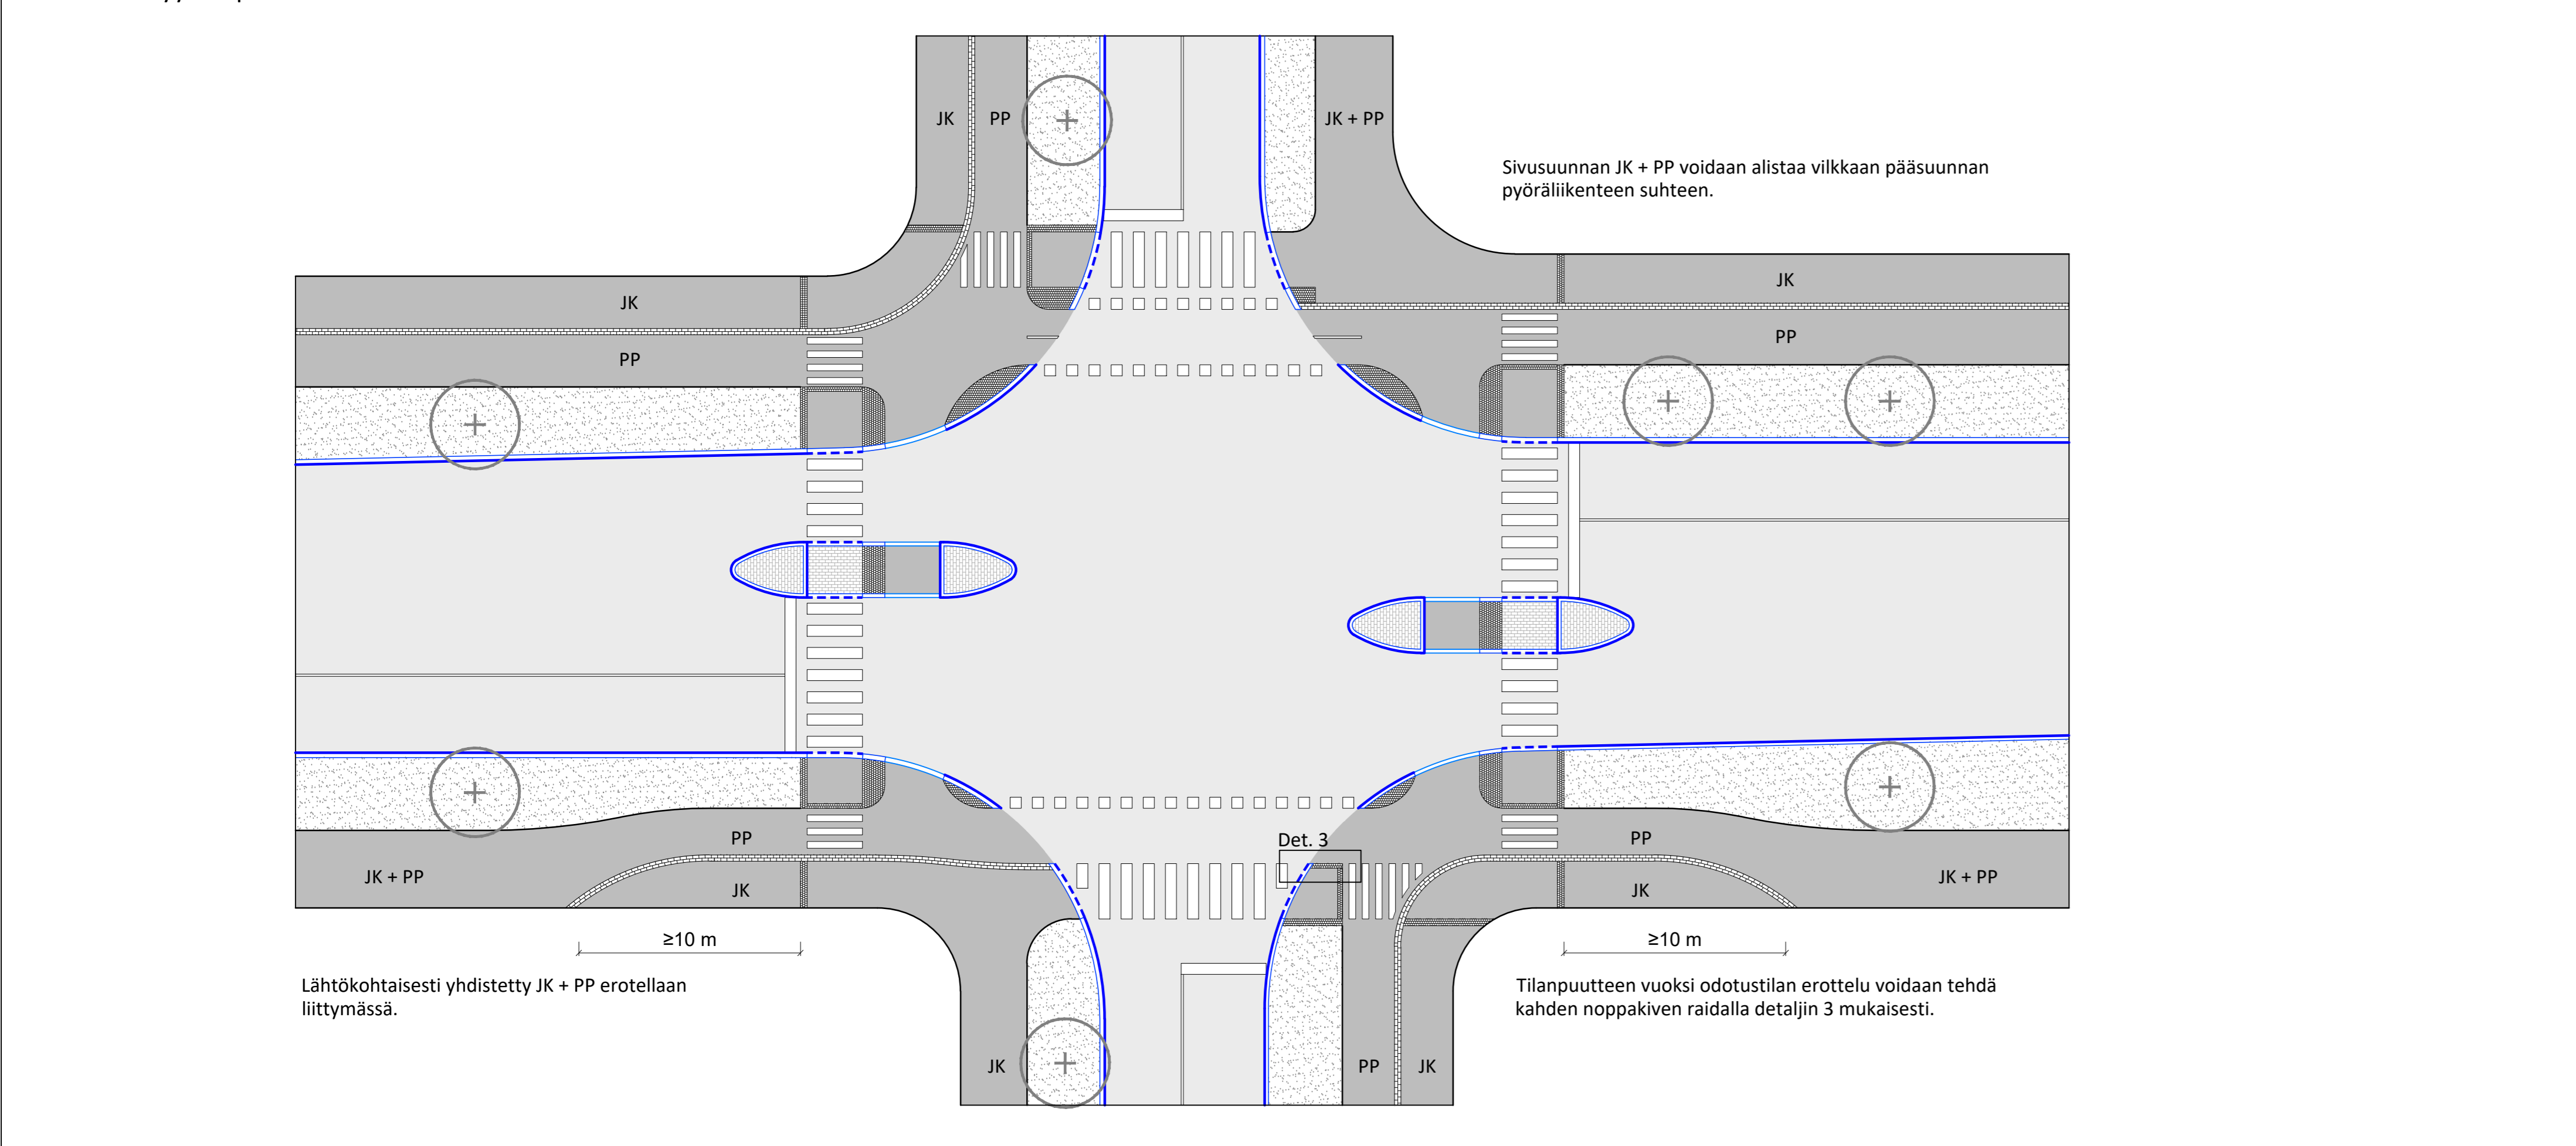 JK
PP
JK + PP
Sivusuunnan JK + PP voidaan alistaa vilkkaan pääsuunnan
pyöräliikenteen suhteen.
JK
PP
JK
PP
Det. 3
PP
JK + PP
JK
PP
JK + PP
JK
≥10 m
≥10 m
Lähtökohtaisesti yhdistetty JK + PP erotellaan
liittymässä.
Tilanpuutteen vuoksi odotustilan erottelu voidaan tehdä
kahden noppakiven raidalla detaljin 3 mukaisesti.
JK
PP
JK